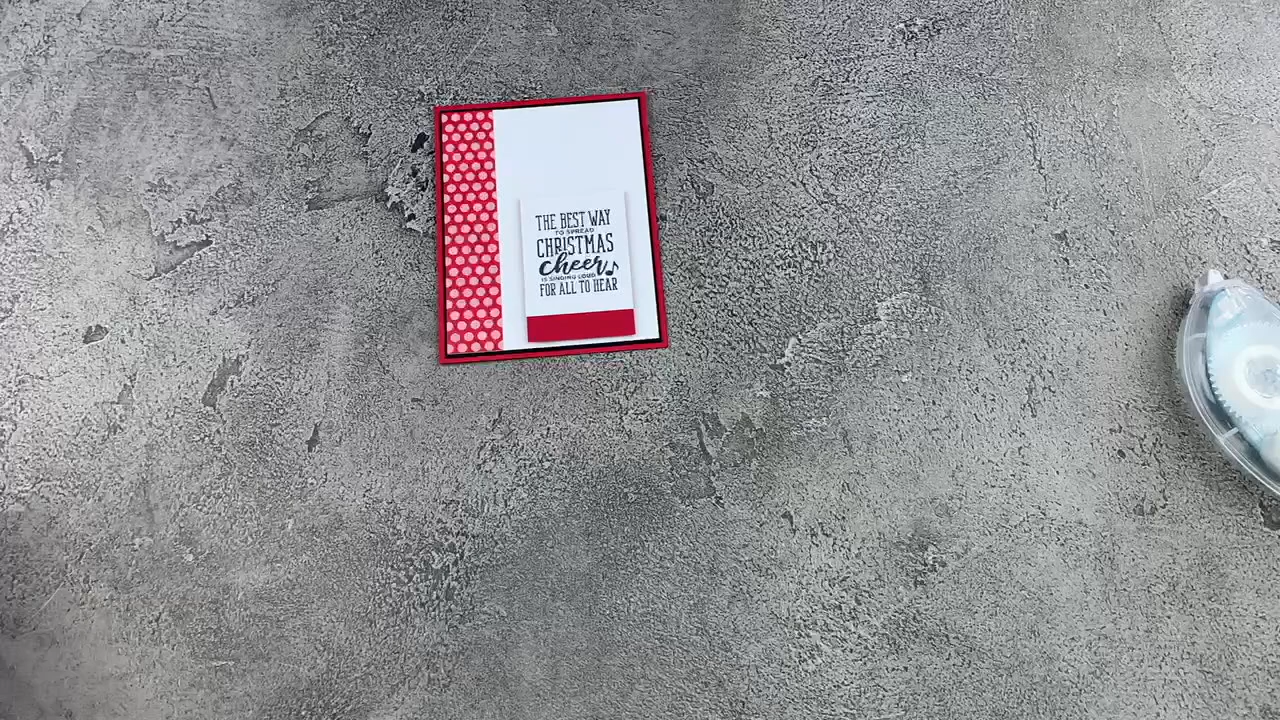 THE BEST WAY
TO SPREAD
CHRISTMAS
cheer
IS SINGING LOUD
FOR ALL TO HEAR